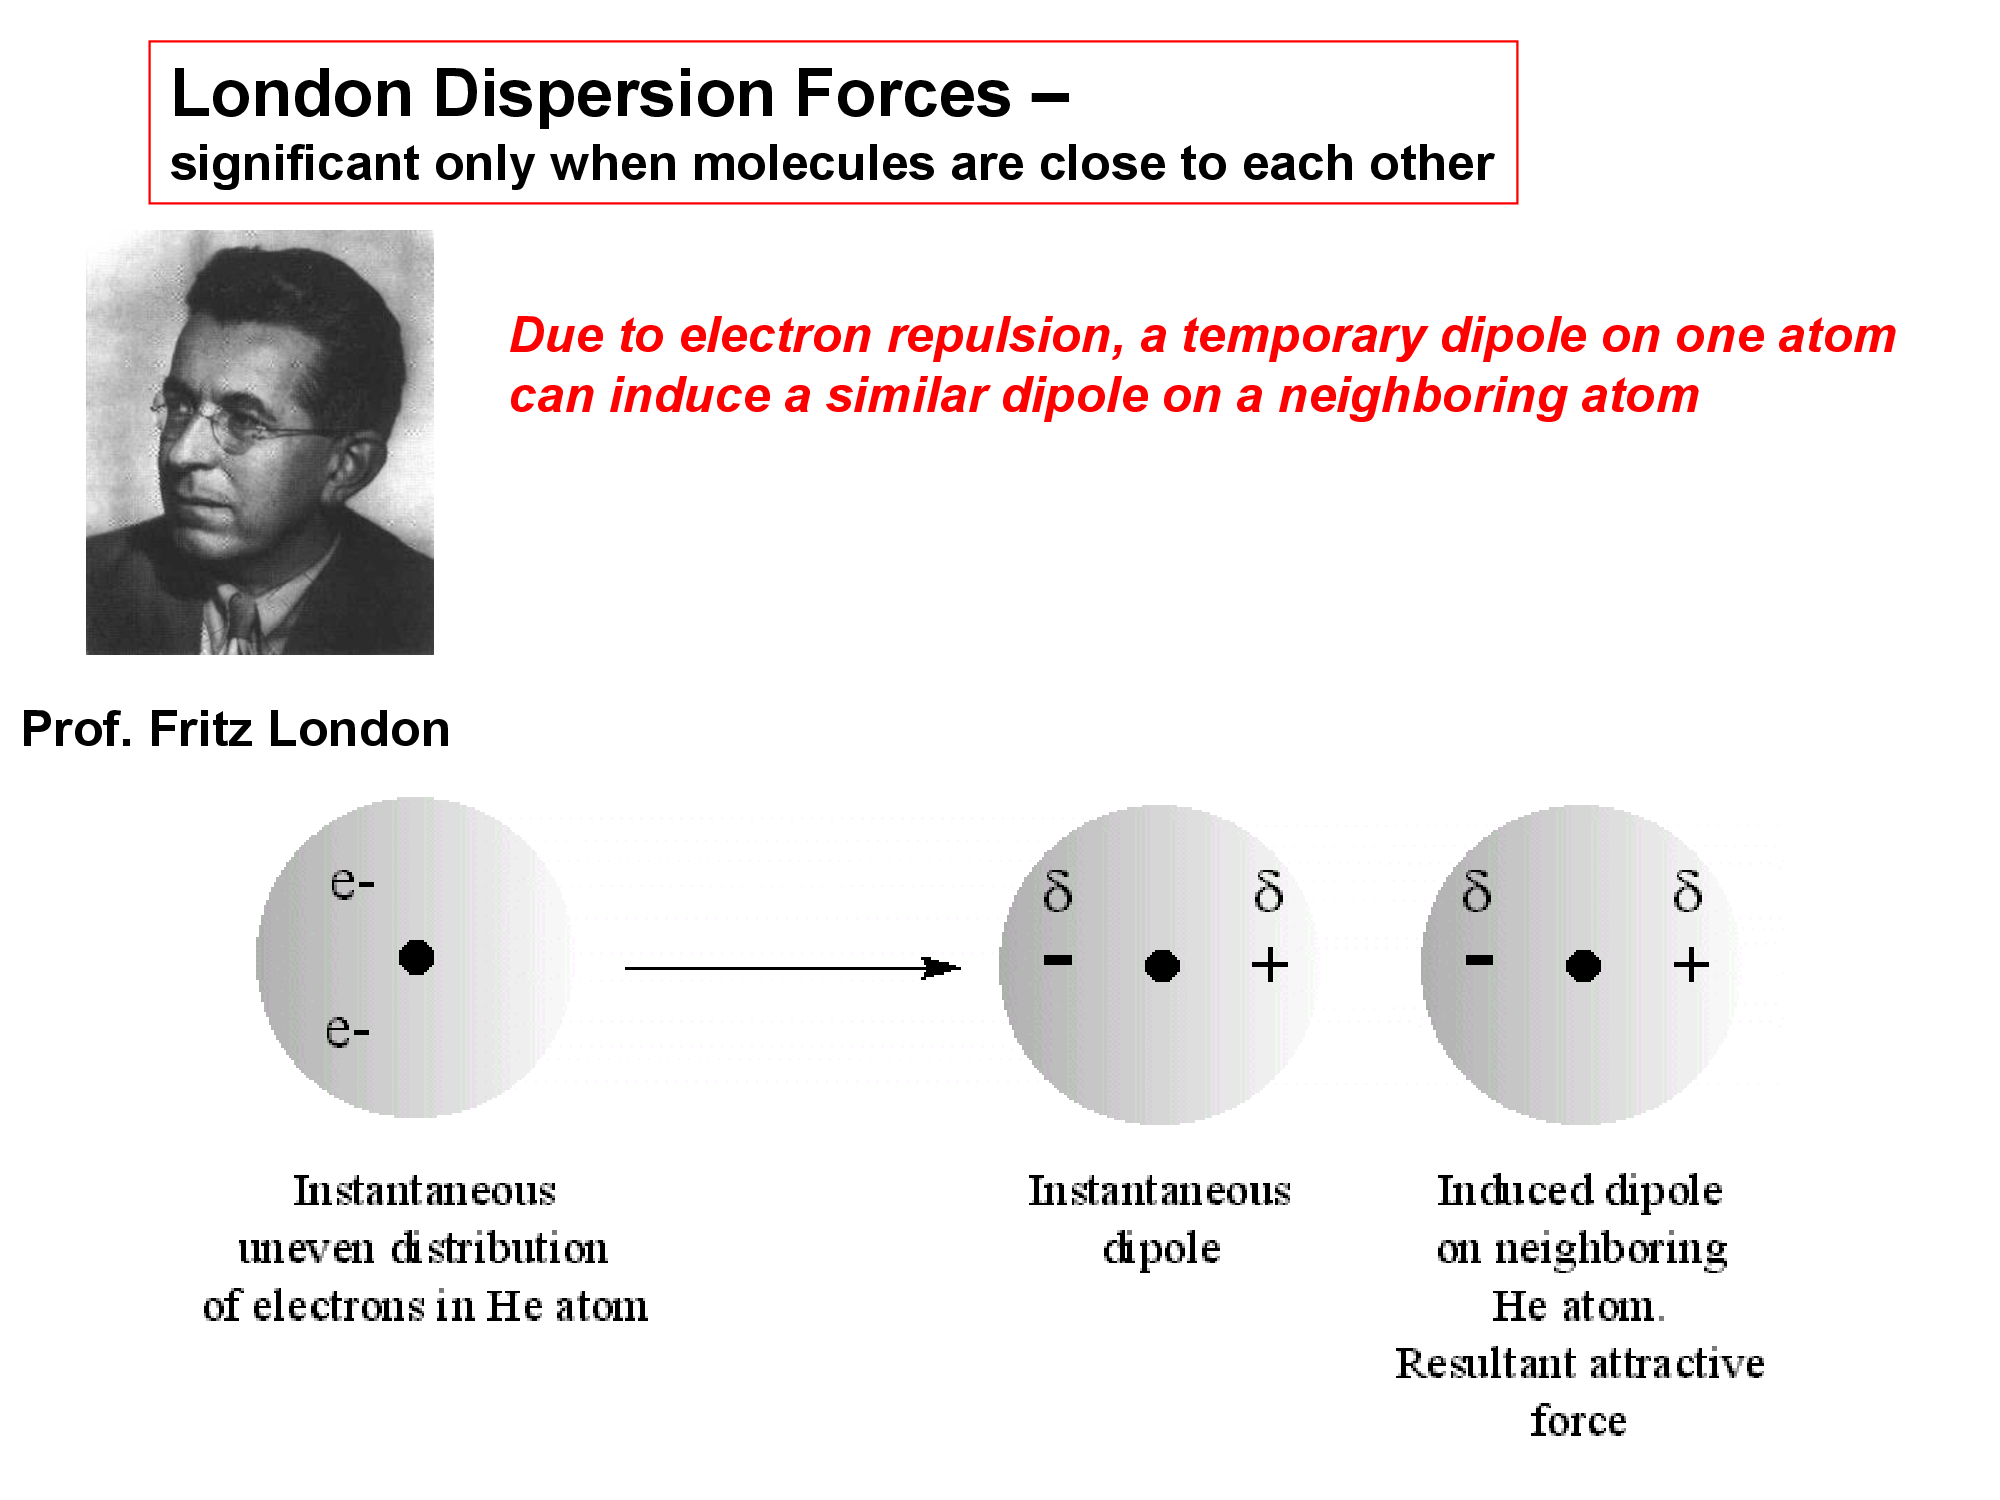 London Dispersion Forces –
significant only when molecules are close to each other
Due to electron repulsion, a temporary dipole on one atom
can induce a similar dipole on a neighboring atom
Prof. Fritz London
e-
e-
δ δ δ δ
- + - +
Instantaneous
uneven distribution
of electrons in He atom
Instantaneous
dipole
Induced dipole
on neighboring
He atom.
Resultant attractive
force